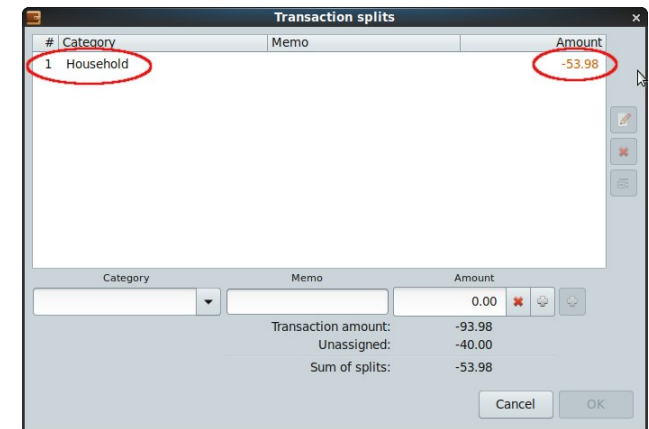 Transaction splits
# Category Memo Amount
1 Household -53.98
Category Memo Amount
0.00
Transaction amount: -93.98
Unassigned: -40.00
Sum of splits: -53.98
Cancel OK